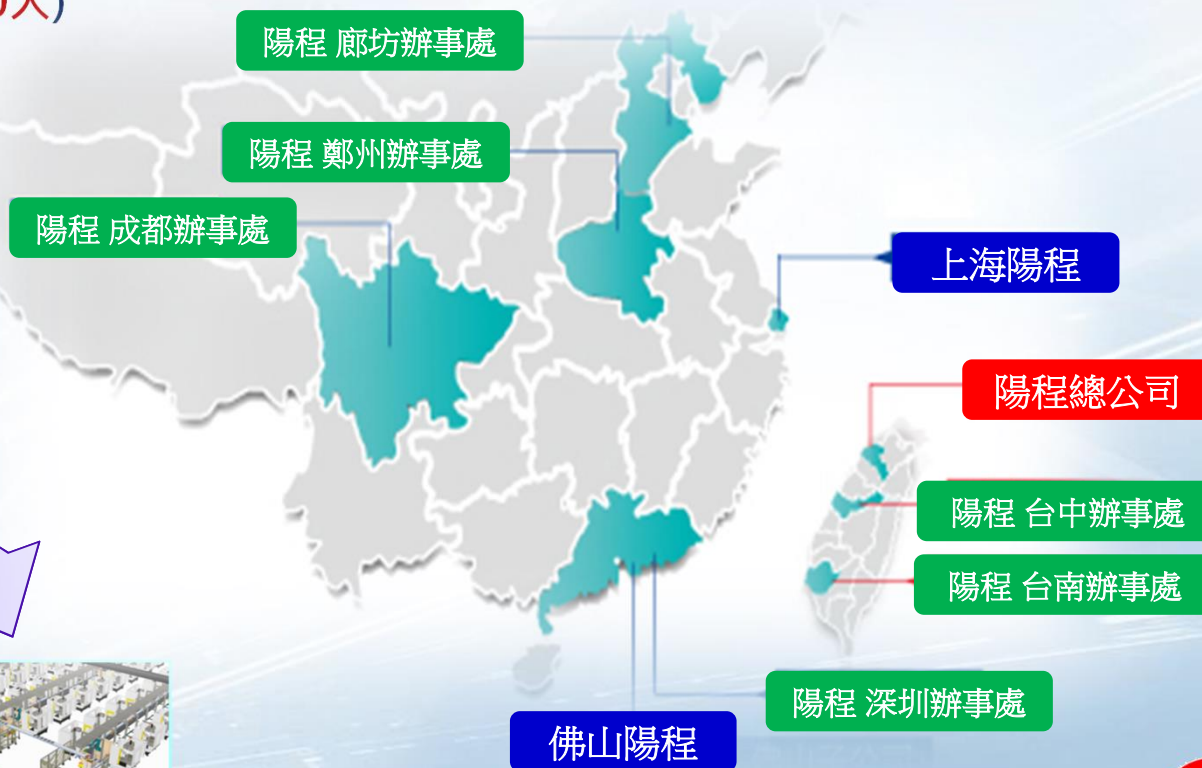 人)
陽程 廊坊辦事處
陽程 鄭州辦事處
陽程 成都辦事處
上海陽程
陽程總公司
陽程 台中辦事處
陽程 台南辦事處
陽程 深圳辦事處
佛山陽程